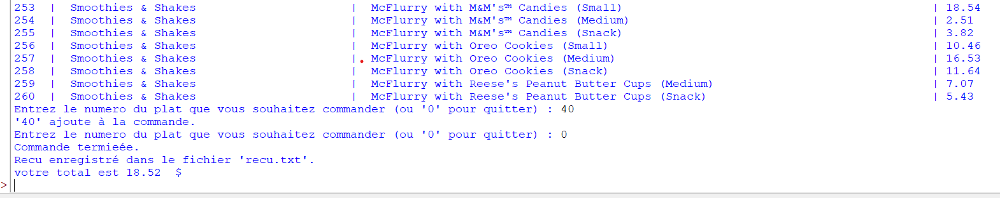 253 | Smoothies & Shakes | McFlurry with M&M's™ Candies (Small) | 18.54
254 | Smoothies & Shakes | McFlurry with M&M's™ Candies (Medium) | 2.51
255 | Smoothies & Shakes | McFlurry with M&M's™ Candies (Snack) | 3.82
256 | Smoothies & Shakes | McFlurry with Oreo Cookies (Small) | 10.46
257 | Smoothies & Shakes | McFlurry with Oreo Cookies (Medium) | 16.53
258 | Smoothies & Shakes | McFlurry with Oreo Cookies (Snack) | 11.64
259 | Smoothies & Shakes | McFlurry with Reese's Peanut Butter Cups (Medium) | 7.07
260 | Smoothies & Shakes | McFlurry with Reese's Peanut Butter Cups (Snack) | 5.43
Entrez le numero du plat que vous souhaitez commander (ou '0' pour quitter) : 40
'40' ajoute à la commande.
Entrez le numero du plat que vous souhaitez commander (ou '0' pour quitter) : 0
Commande termieée.
Recu enregistré dans le fichier 'recu.txt'.
votre total est 18.52 $
>